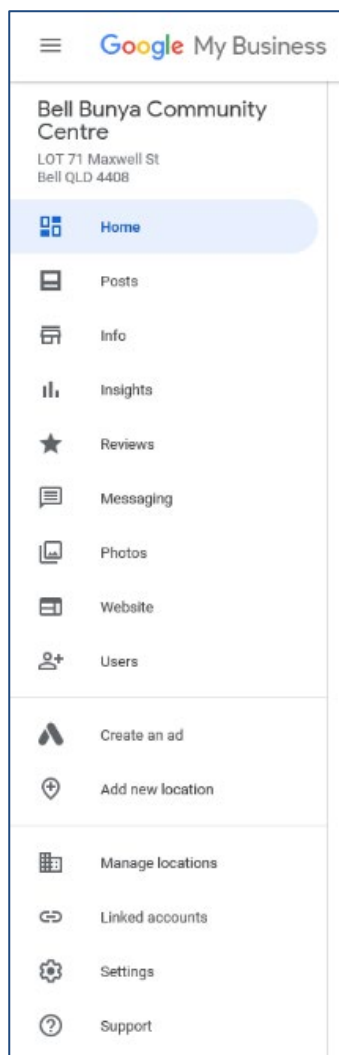 Google My Business
Bell Bunya Community
Centre
LOT 71 Maxwell St
Bell QLD 4408
Home
Posts
Info
Insights
Reviews
Messaging
Photos
Website
Users
Create an ad
Add new location
Manage locations
Linked accounts
Settings
Support